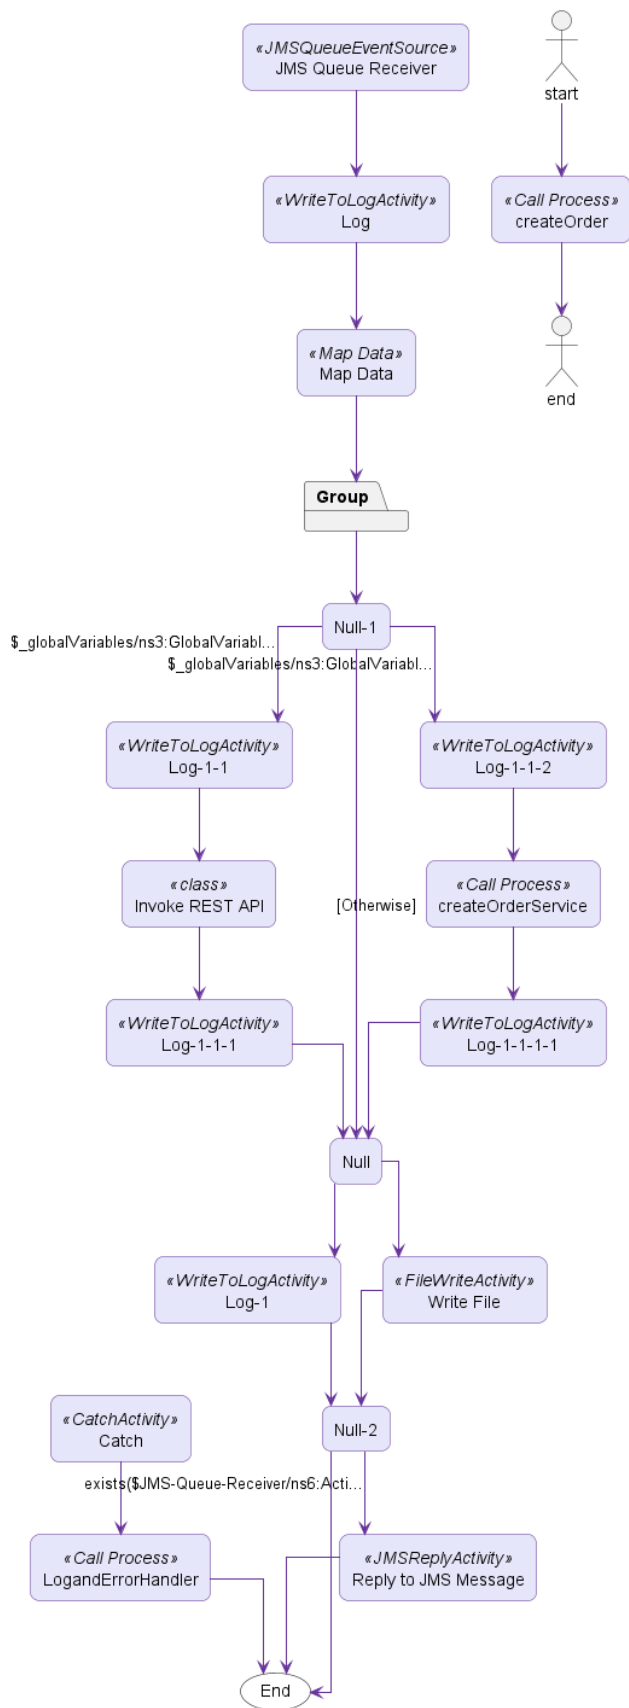 «JMSQueueEventSource»
JMS Queue Receiver
start
«WriteToLogActivity»
Log
«Call Process»
createOrder
«Map Data»
Map Data
end
Group
Null-1
$_globalVariables/ns3:GlobalVariabl...
$_globalVariables/ns3:GlobalVariabl...
«WriteToLogActivity»
Log-1-1
«WriteToLogActivity»
Log-1-1-2
«class»
Invoke REST API
[Otherwise]
«Call Process»
createOrderService
«WriteToLogActivity»
Log-1-1-1
«WriteToLogActivity»
Log-1-1-1-1
Null
«WriteToLogActivity»
Log-1
«FileWriteActivity»
Write File
«CatchActivity»
Catch
Null-2
exists($JMS-Queue-Receiver/ns6:Acti...
«Call Process»
LogandErrorHandler
«JMSReplyActivity»
Reply to JMS Message
End